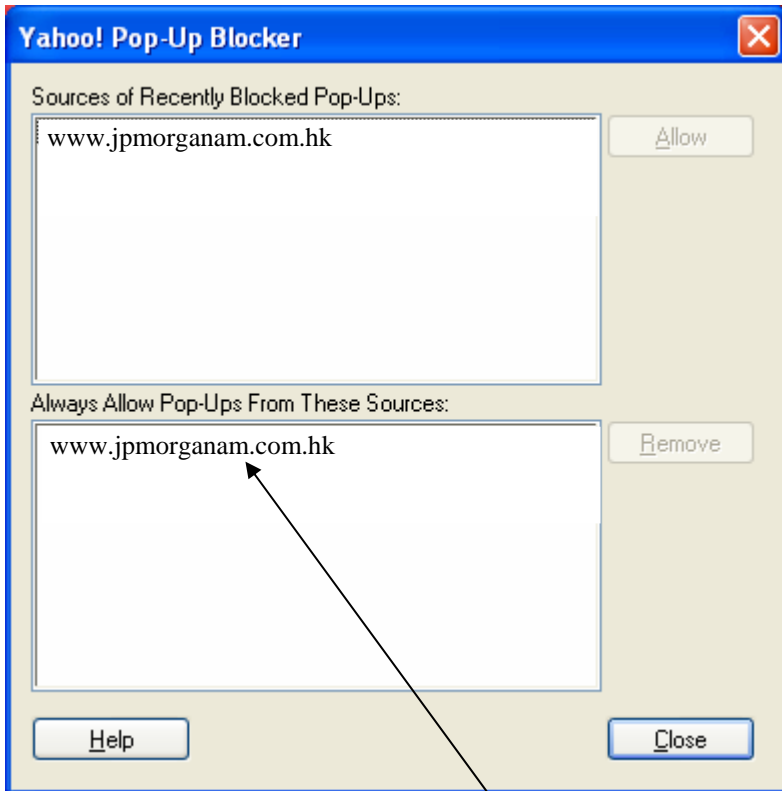 Yahoo! Pop-Up Blocker
Sources of Recently Blocked Pop-Ups:
www.jpmorganam.com.hk
Allow
Always Allow Pop-Ups From These Sources:
www.jpmorganam.com.hk
Remove
Help
Close